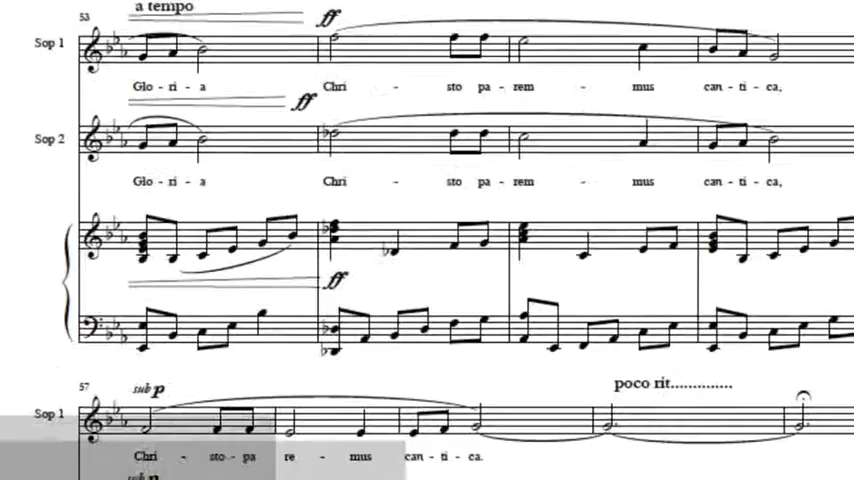 a tempo
53
ff
Sop 1
Glo - ri - a Chri - sto pa - rem - mus can - ti - ca,
ff
Sop 2
Glo - ri - a Chri - sto pa - rem - mus can - ti - ca,
ff
poco rit..............
57
sub p
Sop 1
Chri - sto - pa re - mus can - ti - ca.
sub p